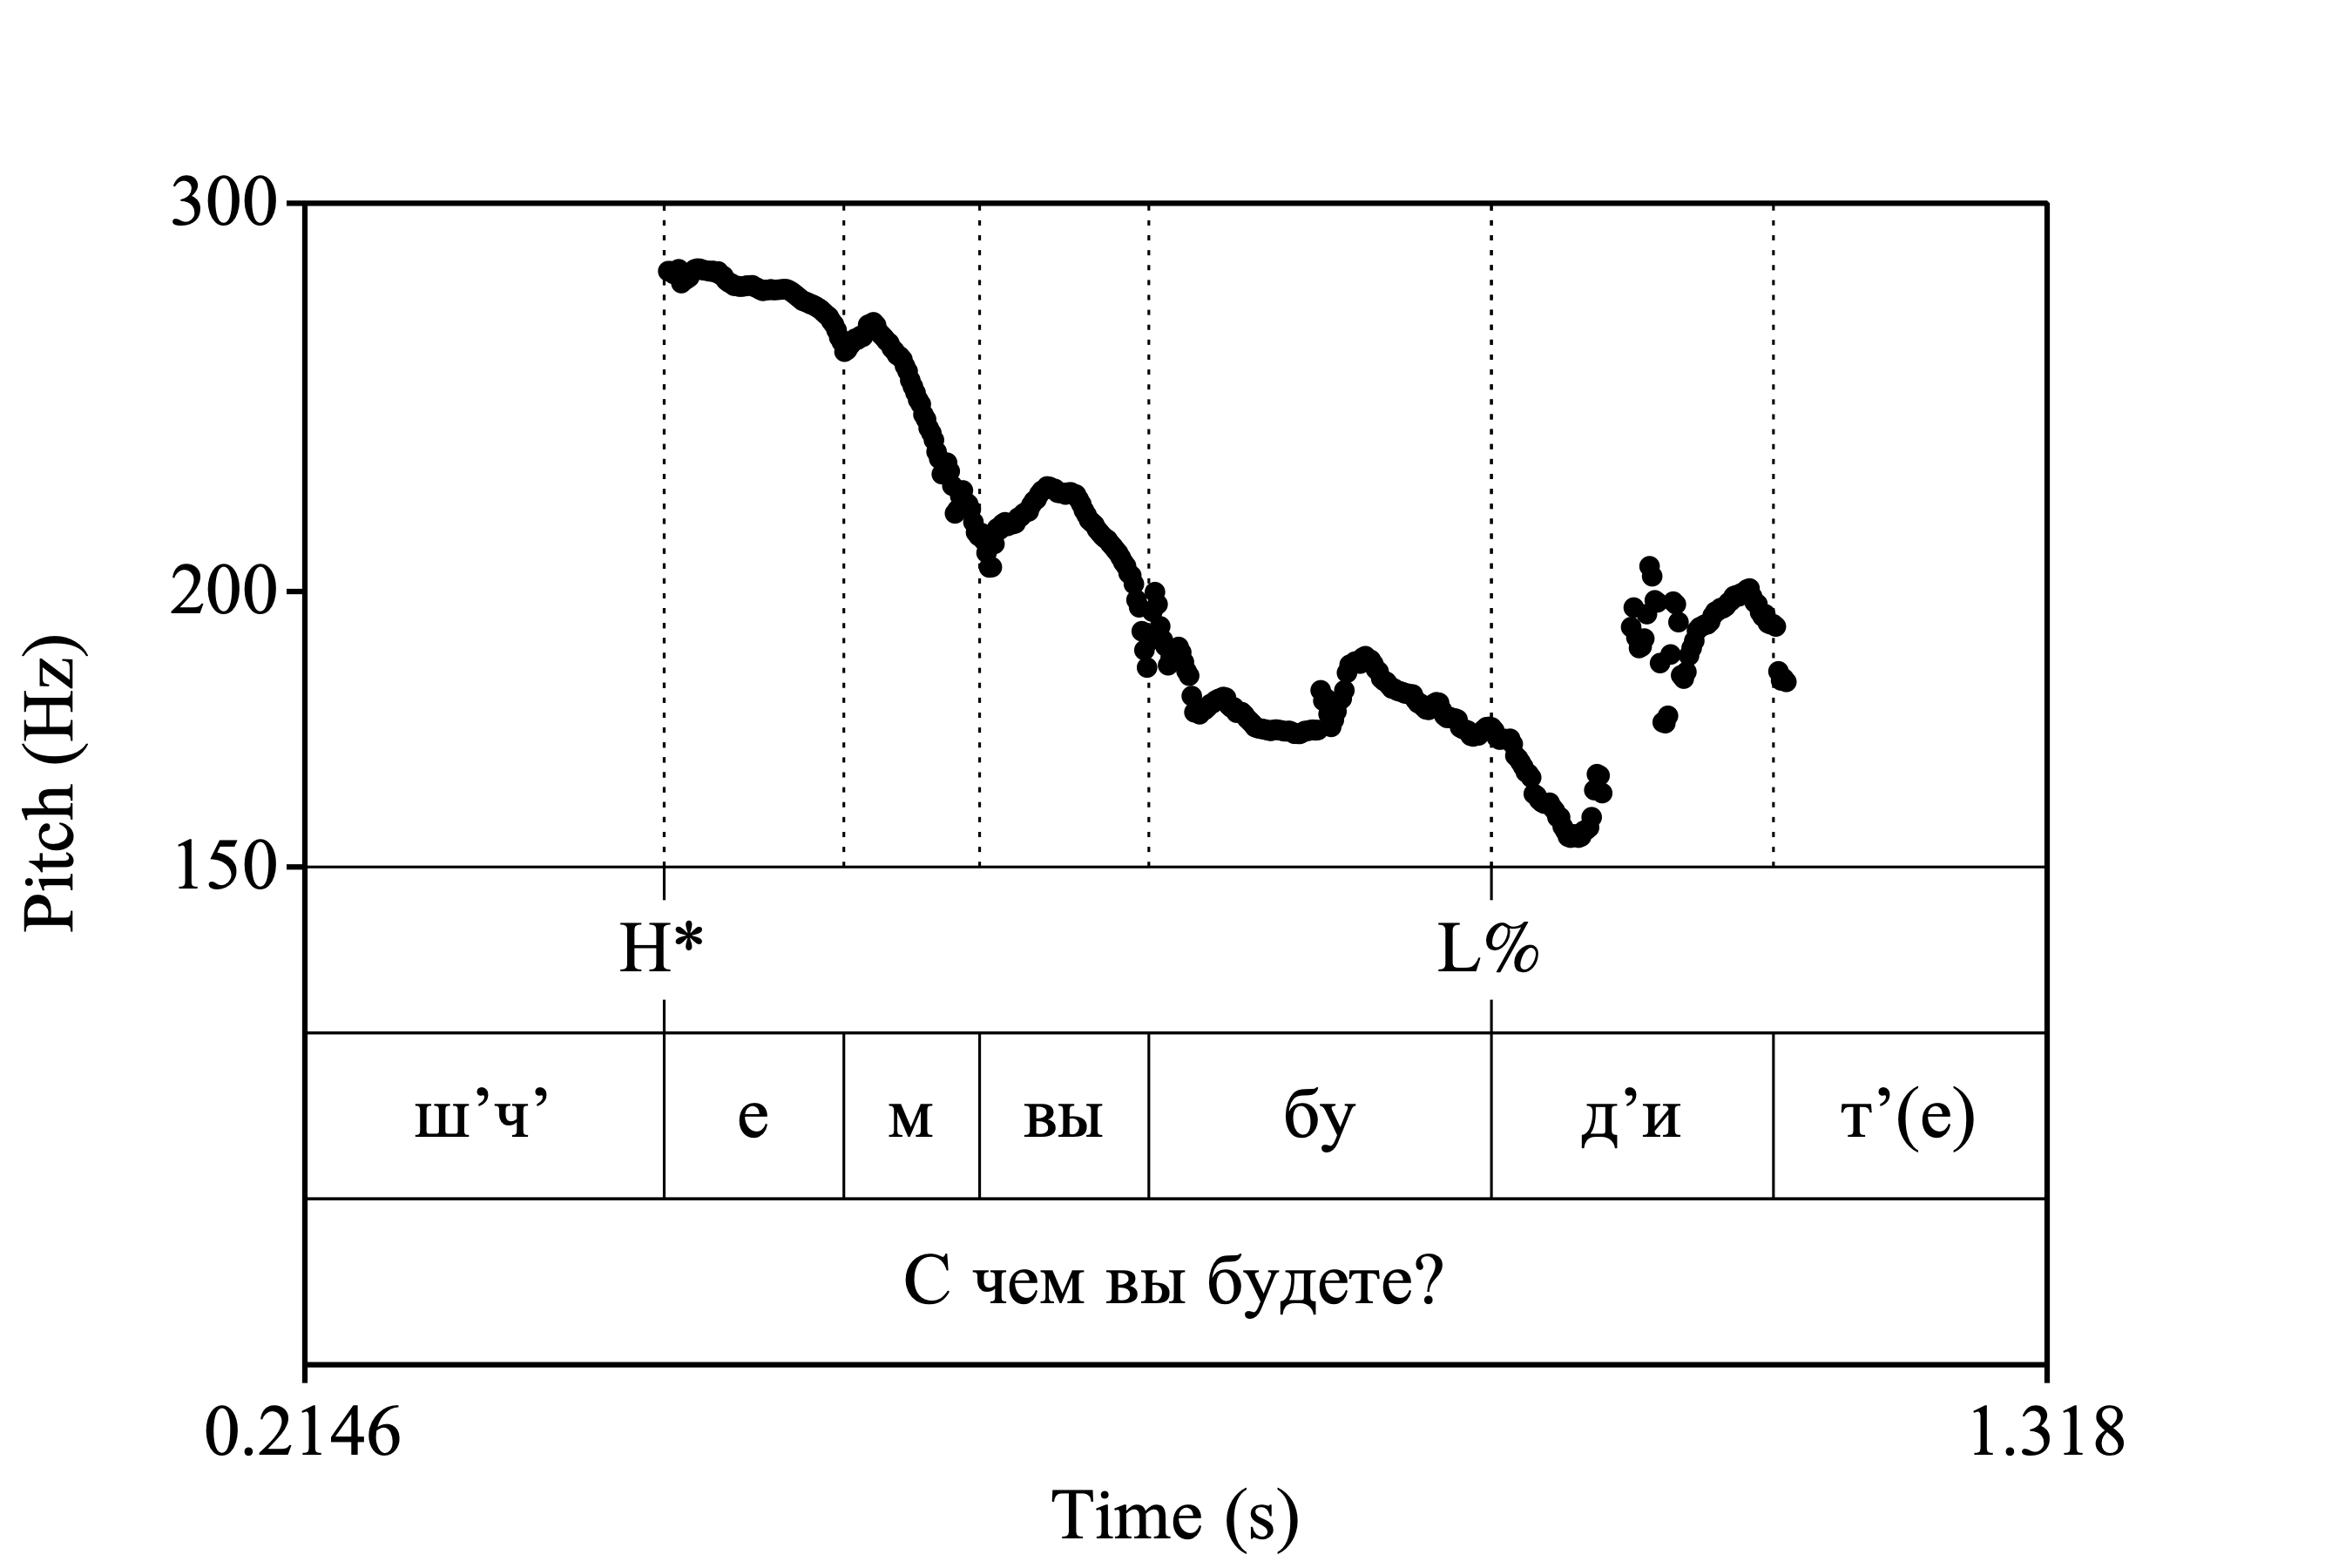 300
200
150
Pitch (Hz)
H* L%
ш’ч’ е м вы бу д’и т’(е)
С чем вы будете?
0.2146 1.318
Time (s)